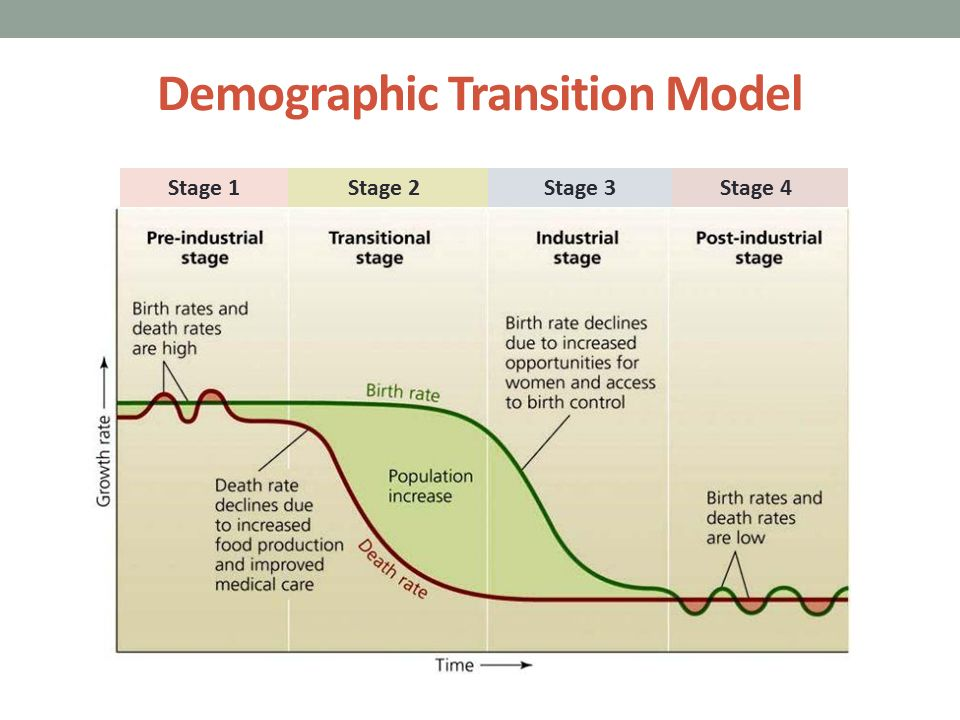 Demographic Transition Model
Stage 1
Stage 2
Stage 3
Stage 4
Pre-industrial
stage
Transitional
stage
Industrial
stage
Post-industrial
stage
Birth rates and
death rates
are high
Birth rate
Birth rate declines
due to increased
opportunities for
women and access
to birth control
Growth rate
Population
increase
Death rate
declines due
to increased
food production
and improved
medical care
Death rate
Birth rates and
death rates
are low
Time